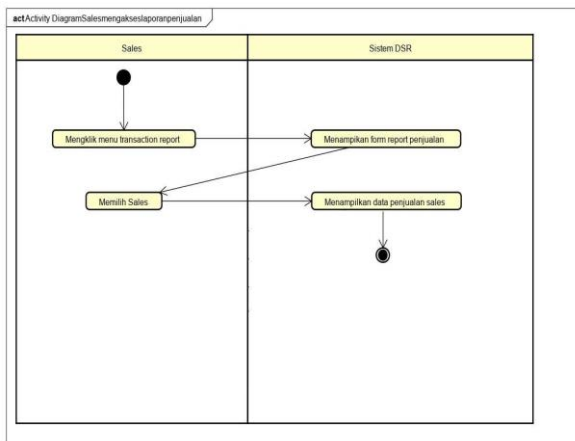 act Activity DiagramSalesmengakseslaporanpenjualan
Sales
Sistem DSR
Mengklik menu transaction report
Menampikan form report penjualan
Memilih Sales
Menampilkan data penjualan sales